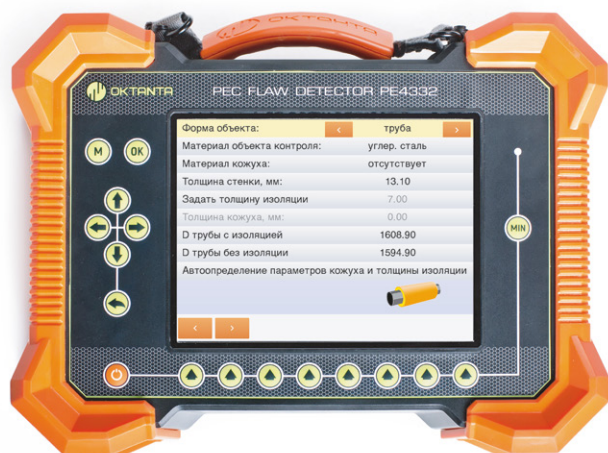 OKTANTA
OKTANTA PEC FLAW DETECTOR PE4332
Форма объекта: < труба >
M OK
Материал объекта контроля: углер. сталь
Материал кожуха: отсутствует
Толщина стенки, мм: 13.10
Задать толщину изоляции 7.00
Толщина кожуха, мм: 0.00
D трубы с изоляцией 1608.90
MIN
D трубы без изоляции 1594.90
Автоопределение параметров кожуха и толщины изоляции
< >